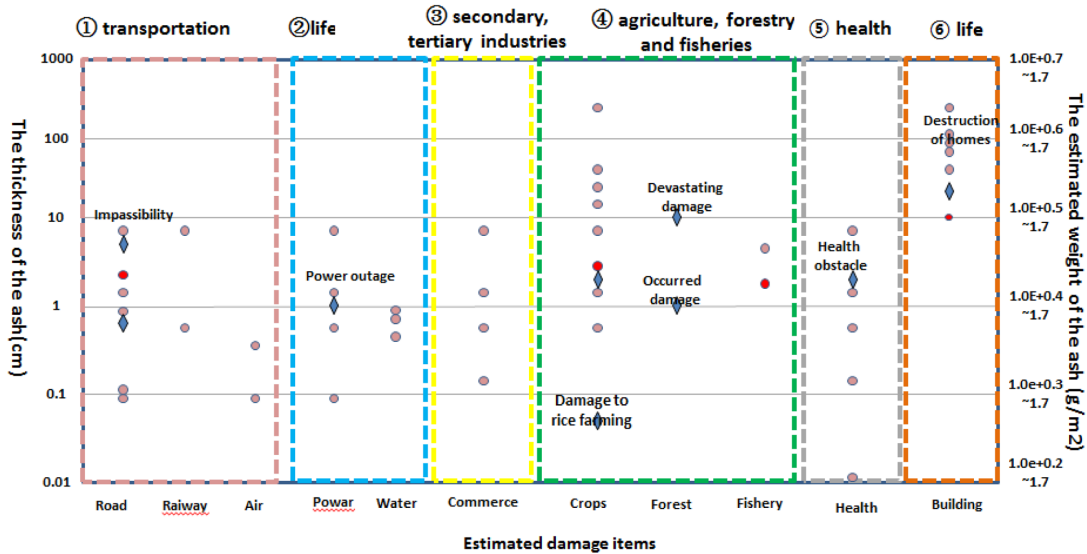 ① transportation
②life
③ secondary,
tertiary industries
④ agriculture, forestry
and fisheries
⑤ health
⑥ life
The thickness of the ash(cm)
1000
100
10
1
0.1
0.01
Impassibility
Power outage
Devastating
damage
Occurred
damage
Damage to
rice farming
Health
obstacle
Destruction
of homes
1.0E+0.7
~1.7
1.0E+0.6
~1.7
1.0E+0.5
~1.7
1.0E+0.4
~1.7
1.0E+0.3
~1.7
1.0E+0.2
~1.7
The estimated weight of the ash (g/m2)
Road Raiway Air Powar Water Commerce Crops Forest Fishery Health Building
Estimated damage items